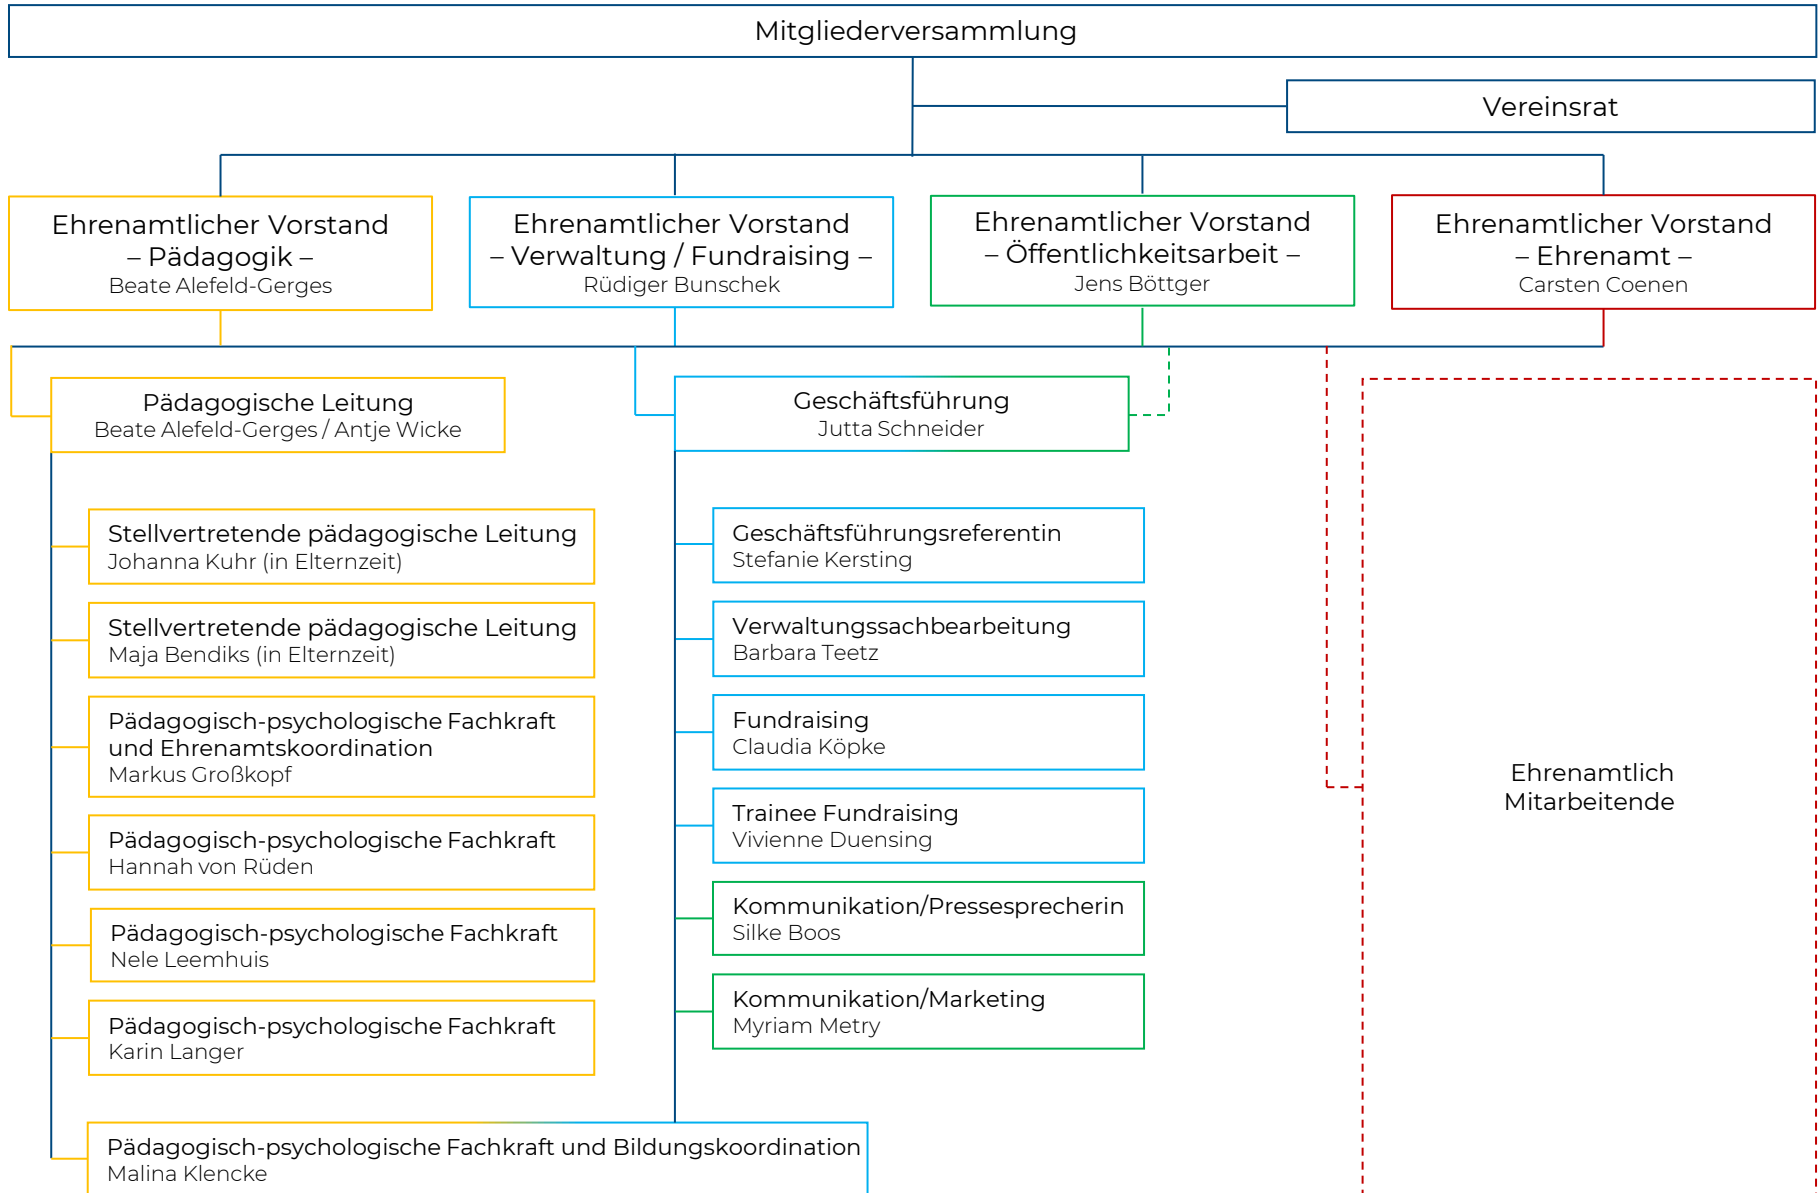 Mitgliederversammlung
Vereinsrat
Ehrenamtlicher Vorstand
– Pädagogik –
Beate Alefeld-Gerges
Ehrenamtlicher Vorstand
– Verwaltung / Fundraising –
Rüdiger Bunschek
Ehrenamtlicher Vorstand
– Öffentlichkeitsarbeit –
Jens Böttger
Ehrenamtlicher Vorstand
– Ehrenamt –
Carsten Coenen
Pädagogische Leitung
Beate Alefeld-Gerges / Antje Wicke
Stellvertretende pädagogische Leitung
Johanna Kuhr (in Elternzeit)
Stellvertretende pädagogische Leitung
Maja Bendiks (in Elternzeit)
Pädagogisch-psychologische Fachkraft
und Ehrenamtskoordination
Markus Großkopf
Pädagogisch-psychologische Fachkraft
Hannah von Rüden
Pädagogisch-psychologische Fachkraft
Nele Leemhuis
Pädagogisch-psychologische Fachkraft
Karin Langer
Pädagogisch-psychologische Fachkraft und Bildungskoordination
Malina Klencke
Geschäftsführung
Jutta Schneider
Geschäftsführungsreferentin
Stefanie Kersting
Verwaltungssachbearbeitung
Barbara Teetz
Fundraising
Claudia Köpke
Trainee Fundraising
Vivienne Duensing
Kommunikation/Pressesprecherin
Silke Boos
Kommunikation/Marketing
Myriam Metry
Ehrenamtlich
Mitarbeitende